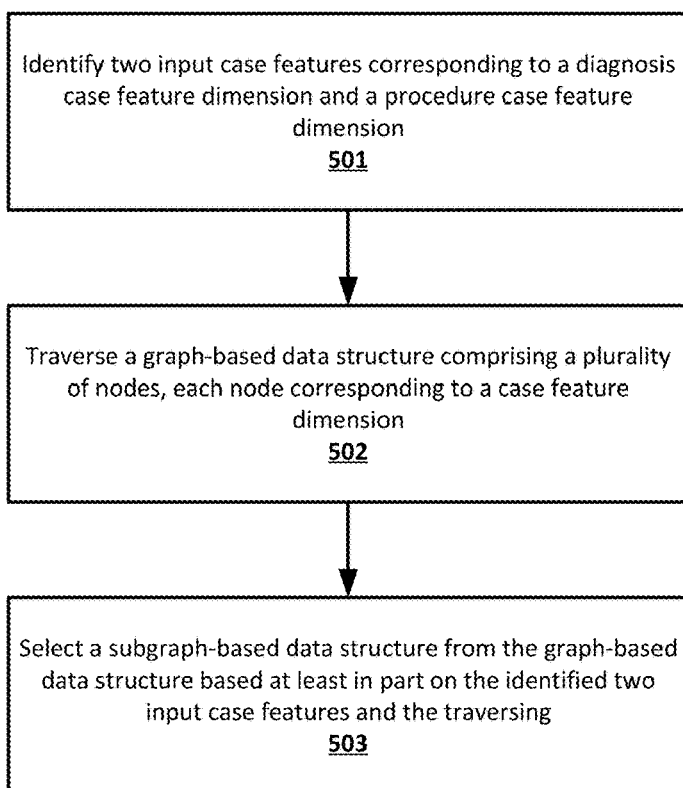 Identify two input case features corresponding to a diagnosis
case feature dimension and a procedure case feature
dimension
501
Traverse a graph-based data structure comprising a plurality
of nodes, each node corresponding to a case feature
dimension
502
Select a subgraph-based data structure from the graph-based
data structure based at least in part on the identified two
input case features and the traversing
503